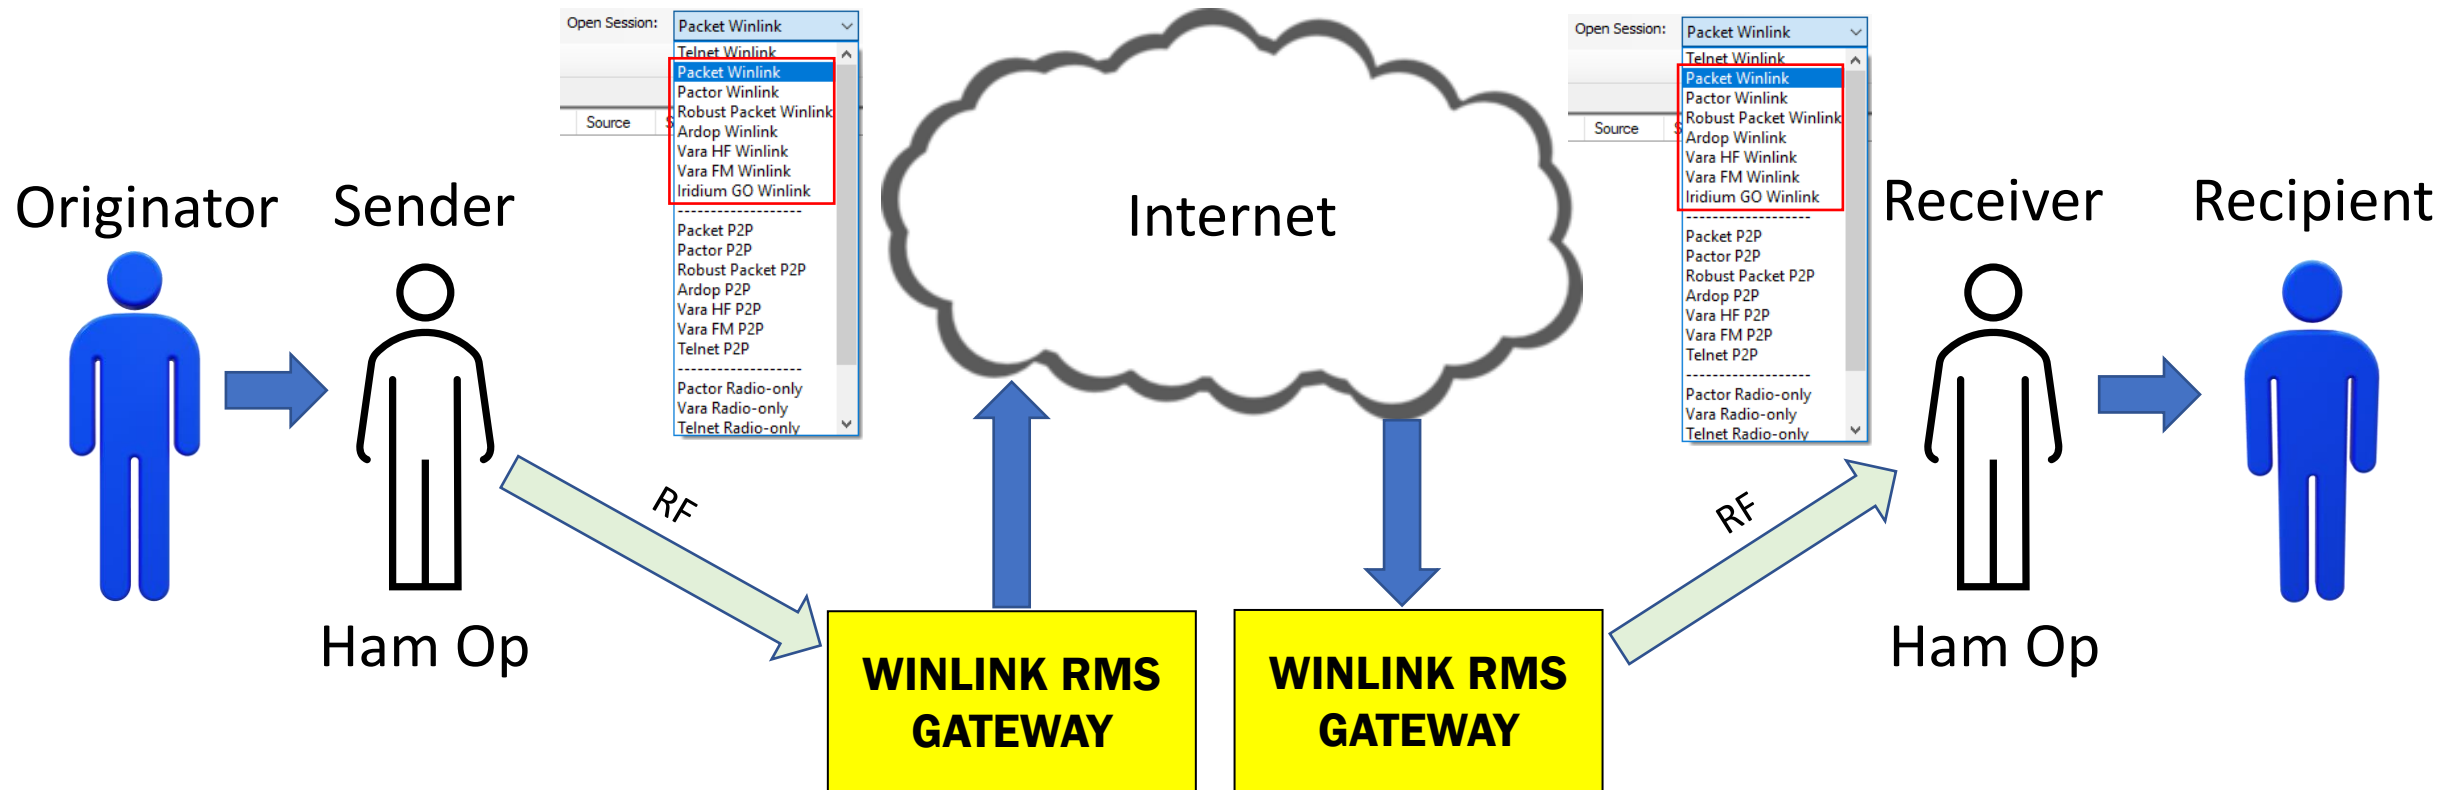 Originator
Sender
Ham Op
Open Session:
Packet Winlink
Telnet Winlink
Packet Winlink
Pactor Winlink
Robust Packet Winlink
Ardop Winlink
Vara HF Winlink
Vara FM Winlink
Iridium GO Winlink
-------------------
Packet P2P
Pactor P2P
Robust Packet P2P
Ardop P2P
Vara HF P2P
Vara FM P2P
Telnet P2P
-------------------
Pactor Radio-only
Vara Radio-only
Telnet Radio-only
Source
S
RF
WINLINK RMS
GATEWAY
Internet
WINLINK RMS
GATEWAY
RF
Open Session:
Packet Winlink
Telnet Winlink
Packet Winlink
Pactor Winlink
Robust Packet Winlink
Ardop Winlink
Vara HF Winlink
Vara FM Winlink
Iridium GO Winlink
-------------------
Packet P2P
Pactor P2P
Robust Packet P2P
Ardop P2P
Vara HF P2P
Vara FM P2P
Telnet P2P
-------------------
Pactor Radio-only
Vara Radio-only
Telnet Radio-only
Source
S
Receiver
Ham Op
Recipient